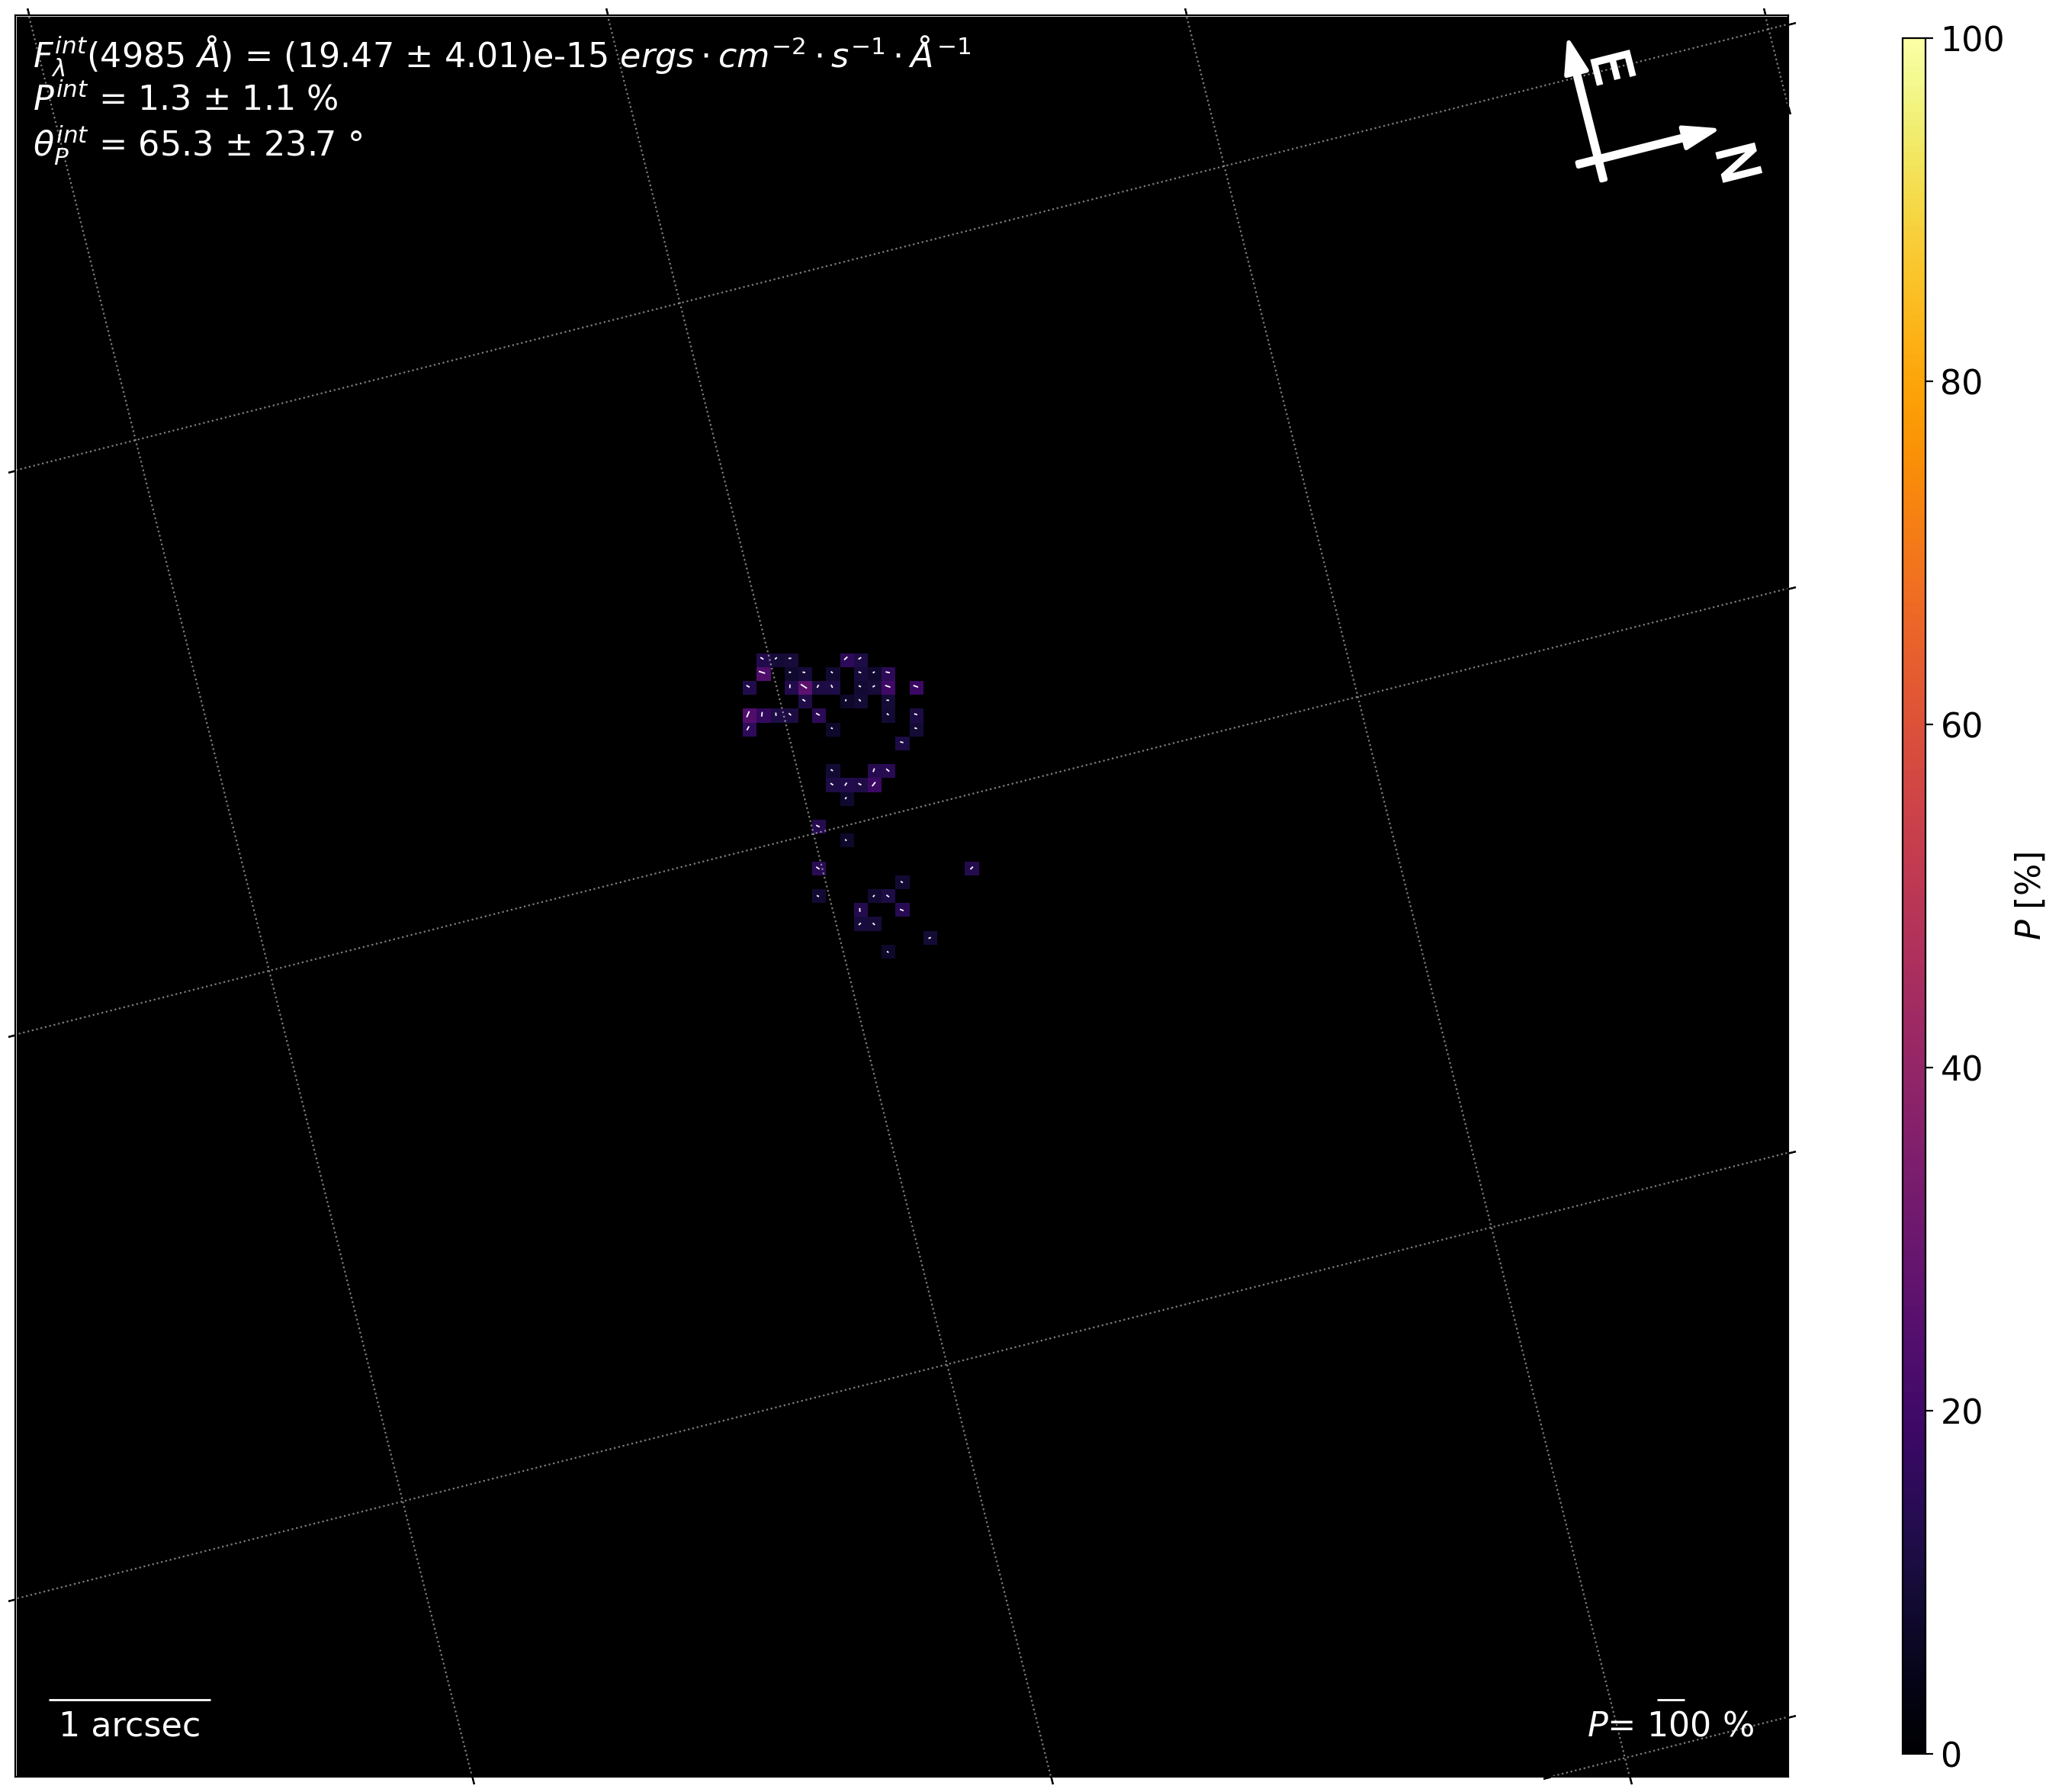 F_λ^int(4985 Å) = (19.47 ± 4.01)e-15 ergs · cm⁻² · s⁻¹ · Å⁻¹
P^int = 1.3 ± 1.1 %
θ_P^int = 65.3 ± 23.7 °
E
N
100
80
60
40
20
0
P [%]
1 arcsec
P= 100 %